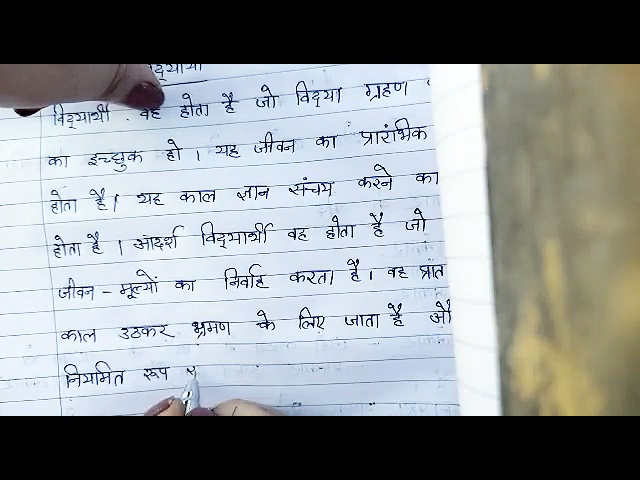 विद्यार्थी वह होता है जो विद्या ग्रहण
का इच्छुक हो । यह जीवन का प्रारंभिक
होता है। यह काल ज्ञान संचय करने का
होता है । आदर्श विद्यार्थी वह होता है जो
जीवन - मूल्यों का निर्वाह करता है। वह प्रात
काल उठकर भ्रमण के लिए जाता है औ
नियमित रूप